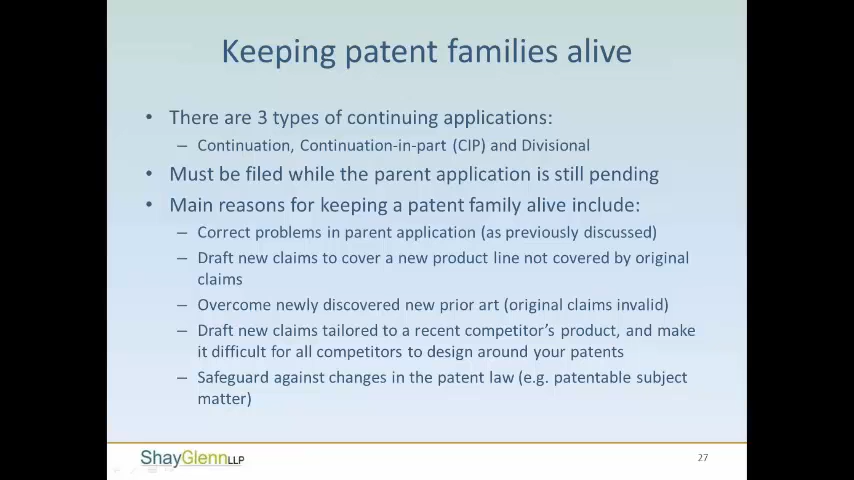 Keeping patent families alive
• There are 3 types of continuing applications:
– Continuation, Continuation-in-part (CIP) and Divisional
• Must be filed while the parent application is still pending
• Main reasons for keeping a patent family alive include:
– Correct problems in parent application (as previously discussed)
– Draft new claims to cover a new product line not covered by original
claims
– Overcome newly discovered new prior art (original claims invalid)
– Draft new claims tailored to a recent competitor’s product, and make
it difficult for all competitors to design around your patents
– Safeguard against changes in the patent law (e.g. patentable subject
matter)
ShayGlennLLP
27